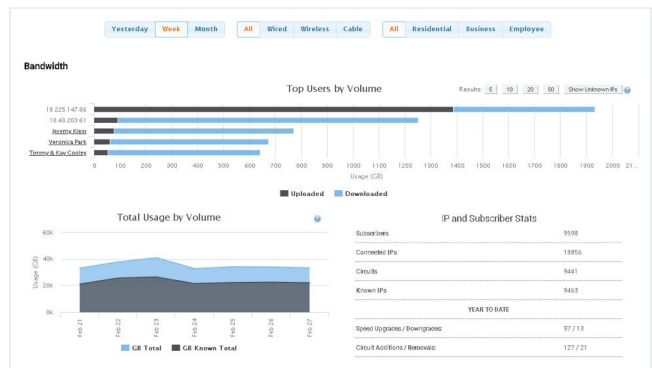 Yesterday Week Month All Wired Wireless Cable All Residential Business Employee
Bandwidth
Top Users by Volume
Results: 5 10 20 50 Show Unknown IPs
18.225.147.86
18.43.203.61
Jeremy Klein
Veronica Park
Timmy & Kay Cooley
0 100 200 300 400 500 600 700 800 900 1000 1100 1200 1300 1400 1500 1600 1700 1800 1900 2000 21...
Usage (GB)
Uploaded Downloaded
Total Usage by Volume
60k
40k
20k
0k
Usage (GB)
Feb-21 Feb-22 Feb-23 Feb-24 Feb-25 Feb-26 Feb-27
GB Total GB Known Total
IP and Subscriber Stats
Subscribers 9598
Connected IPs 18856
Circuits 9441
Known IPs 9463
YEAR TO DATE
Speed Upgrades / Downgrades: 97 / 13
Circuit Additions / Removals: 127 / 21